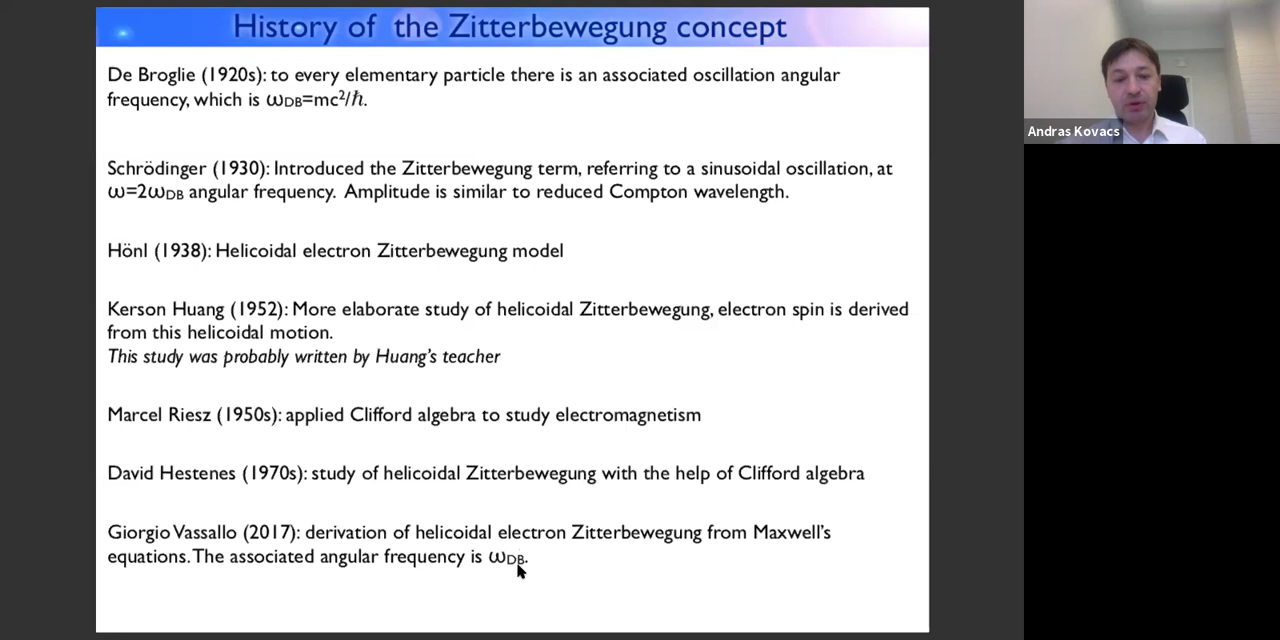 History of the Zitterbewegung concept
De Broglie (1920s): to every elementary particle there is an associated oscillation angular
frequency, which is ωDB=mc²/ℏ.
Schrödinger (1930): Introduced the Zitterbewegung term, referring to a sinusoidal oscillation, at
ω=2ωDB angular frequency. Amplitude is similar to reduced Compton wavelength.
Hönl (1938): Helicoidal electron Zitterbewegung model
Kerson Huang (1952): More elaborate study of helicoidal Zitterbewegung, electron spin is derived
from this helicoidal motion.
This study was probably written by Huang's teacher
Marcel Riesz (1950s): applied Clifford algebra to study electromagnetism
David Hestenes (1970s): study of helicoidal Zitterbewegung with the help of Clifford algebra
Giorgio Vassallo (2017): derivation of helicoidal electron Zitterbewegung from Maxwell's
equations. The associated angular frequency is ωDB.
Andras Kovacs